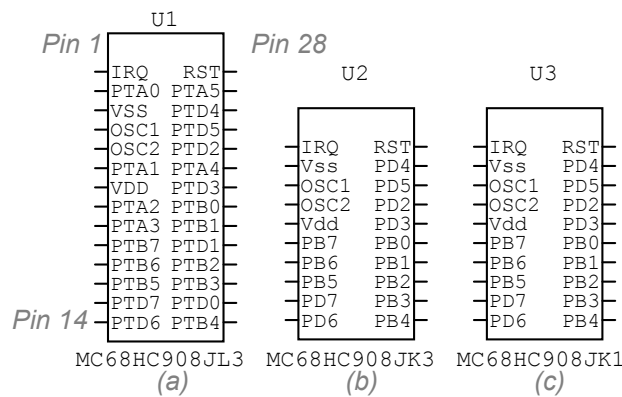 U1
Pin 1 Pin 28
U2 U3
IRQ RST
PTA0 PTA5
VSS PTD4
OSC1 PTD5
OSC2 PTD2
PTA1 PTA4
VDD PTD3
PTA2 PTB0
PTA3 PTB1
PTB7 PTD1
PTB6 PTB2
PTB5 PTB3
PTD7 PTD0
Pin 14 PTD6 PTB4
MC68HC908JL3
(a)
IRQ RST
Vss PD4
OSC1 PD5
OSC2 PD2
Vdd PD3
PB7 PB0
PB6 PB1
PB5 PB2
PD7 PB3
PD6 PB4
MC68HC908JK3
(b)
IRQ RST
Vss PD4
OSC1 PD5
OSC2 PD2
Vdd PD3
PB7 PB0
PB6 PB1
PB5 PB2
PD7 PB3
PD6 PB4
MC68HC908JK1
(c)